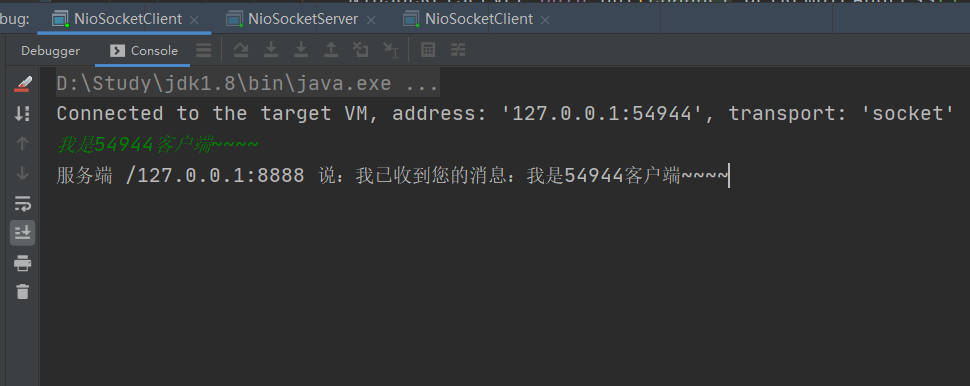 bug:
NioSocketClient
NioSocketServer
NioSocketClient
Debugger
Console
D:\Study\jdk1.8\bin\java.exe ...
Connected to the target VM, address: '127.0.0.1:54944', transport: 'socket'
我是54944客户端~~~~
服务端 /127.0.0.1:8888 说：我已收到您的消息：我是54944客户端~~~~